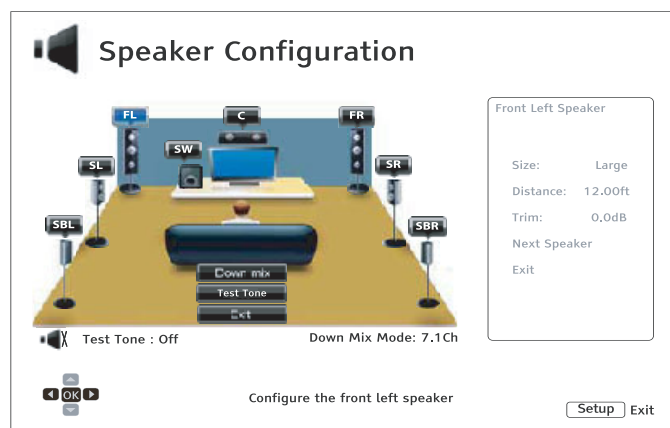 Speaker Configuration
FL
C
FR
SW
SL
SR
SBL
SBR
Down mix
Test Tone
Exit
Test Tone : Off
Down Mix Mode: 7.1Ch
Front Left Speaker
Size: Large
Distance: 12.00ft
Trim: 0.0dB
Next Speaker
Exit
OK
Configure the front left speaker
Setup Exit